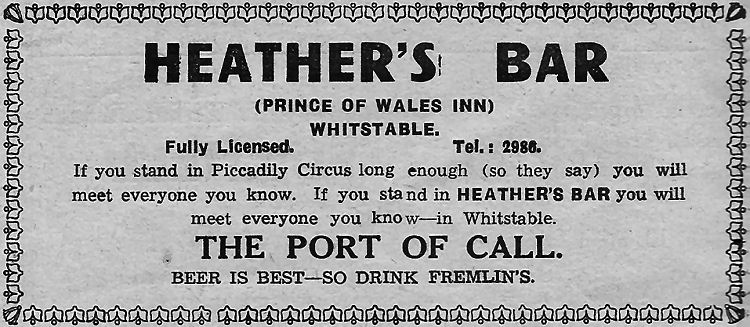 HEATHER'S BAR
(PRINCE OF WALES INN)
WHITSTABLE.
Fully Licensed. Tel.: 2986.
If you stand in Piccadily Circus long enough (so they say) you will
meet everyone you know. If you stand in HEATHER'S BAR you will
meet everyone you know—in Whitstable.
THE PORT OF CALL.
BEER IS BEST—SO DRINK FREMLIN'S.